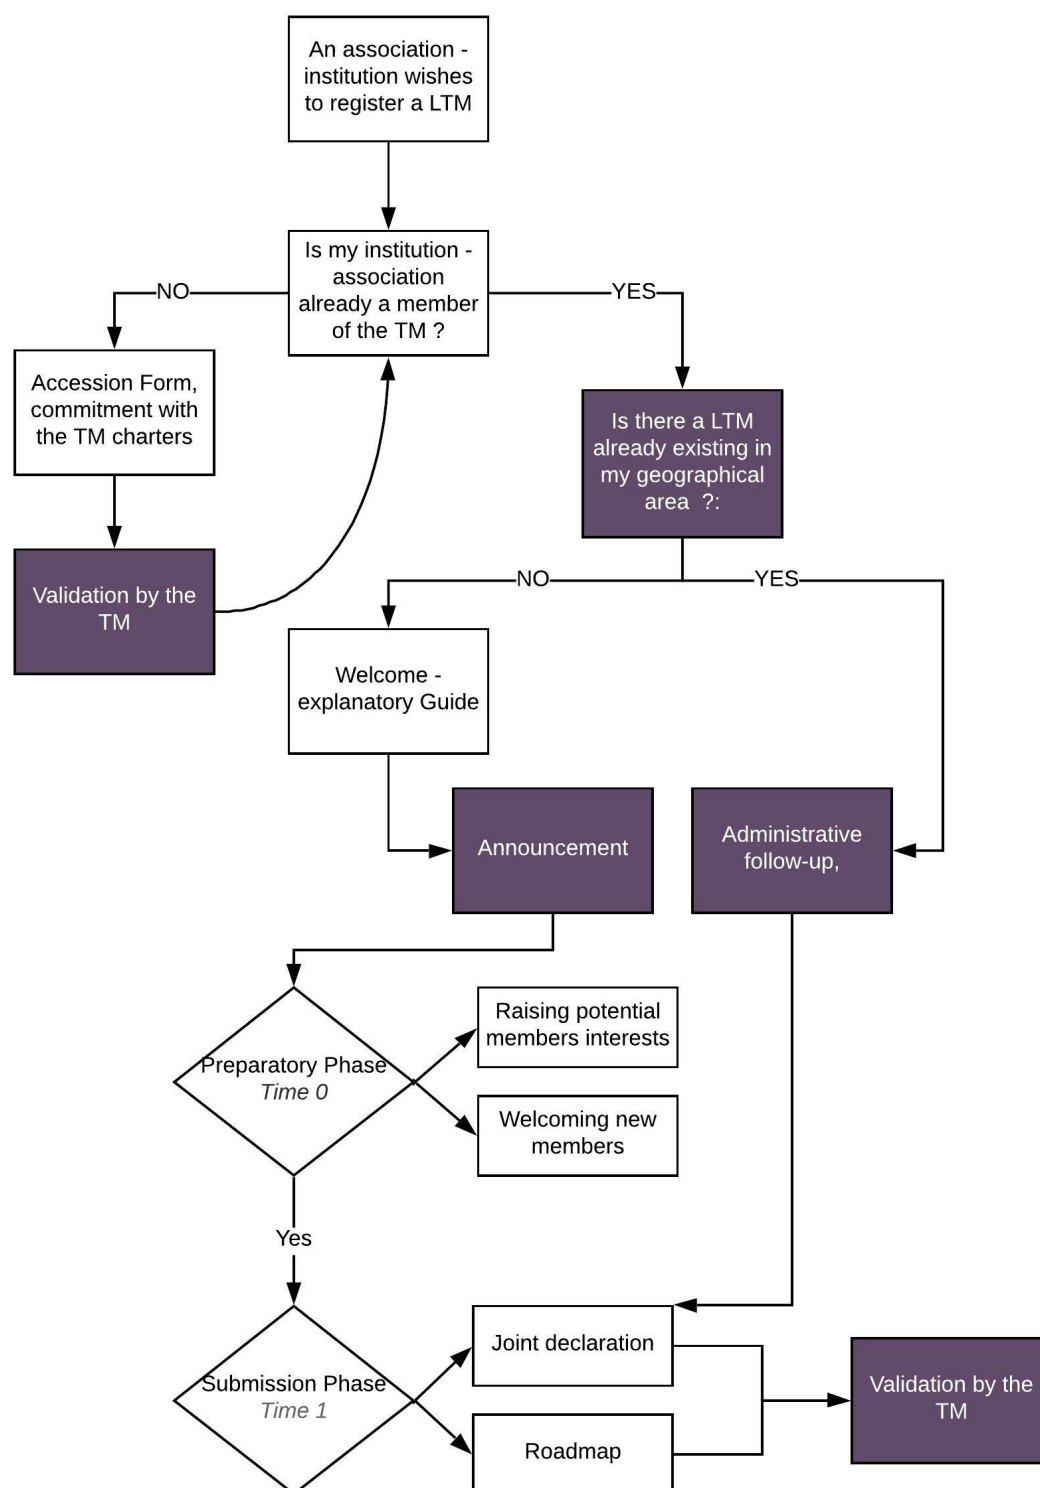 An association -
institution wishes
to register a LTM
Is my institution -
association
already a member
of the TM ?
NO
YES
Accession Form,
commitment with
the TM charters
Is there a LTM
already existing in
my geographical
area ?:
Validation by the
TM
NO
YES
Welcome -
explanatory Guide
Announcement
Administrative
follow-up,
Preparatory Phase
Time 0
Raising potential
members interests
Welcoming new
members
Yes
Submission Phase
Time 1
Joint declaration
Roadmap
Validation by the
TM